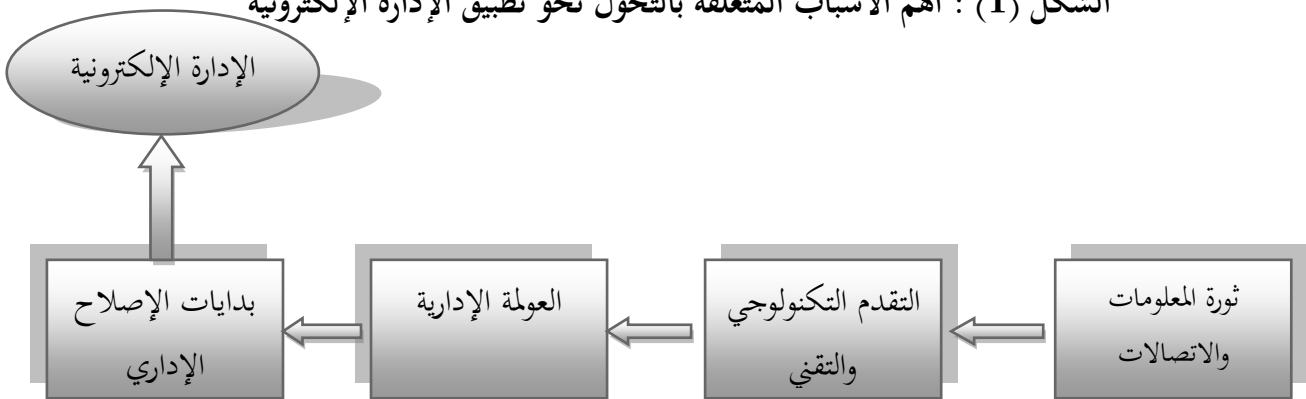 الشكل (1) : أهم الأسباب المتعلقة بالتحول نحو تطبيق الإدارة الإلكترونية
الإدارة الإلكترونية
ثورة المعلومات
والاتصالات
التقدم التكنولوجي
والتقني
العولمة الإدارية
بدايات الإصلاح
الإداري